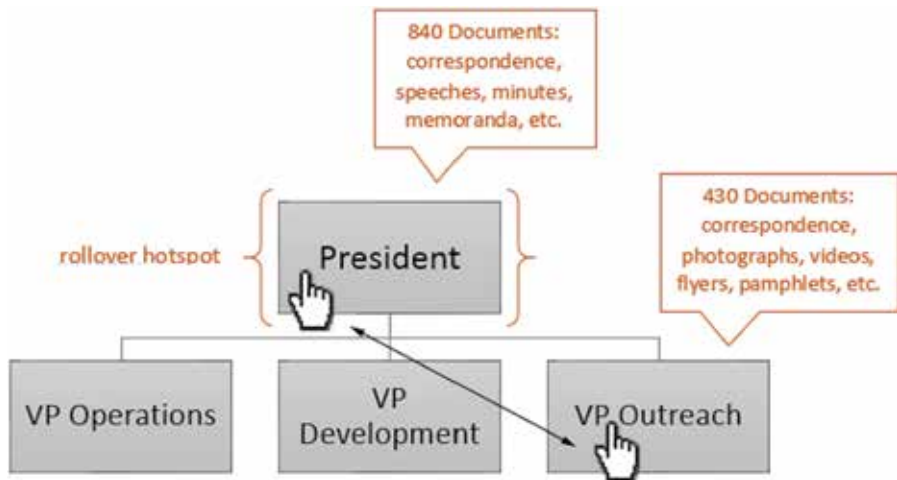 840 Documents:
correspondence,
speeches, minutes,
memoranda, etc.
430 Documents:
correspondence,
photographs, videos,
flyers, pamphlets, etc.
rollover hotspot
President
VP Operations
VP
Development
VP Outreach